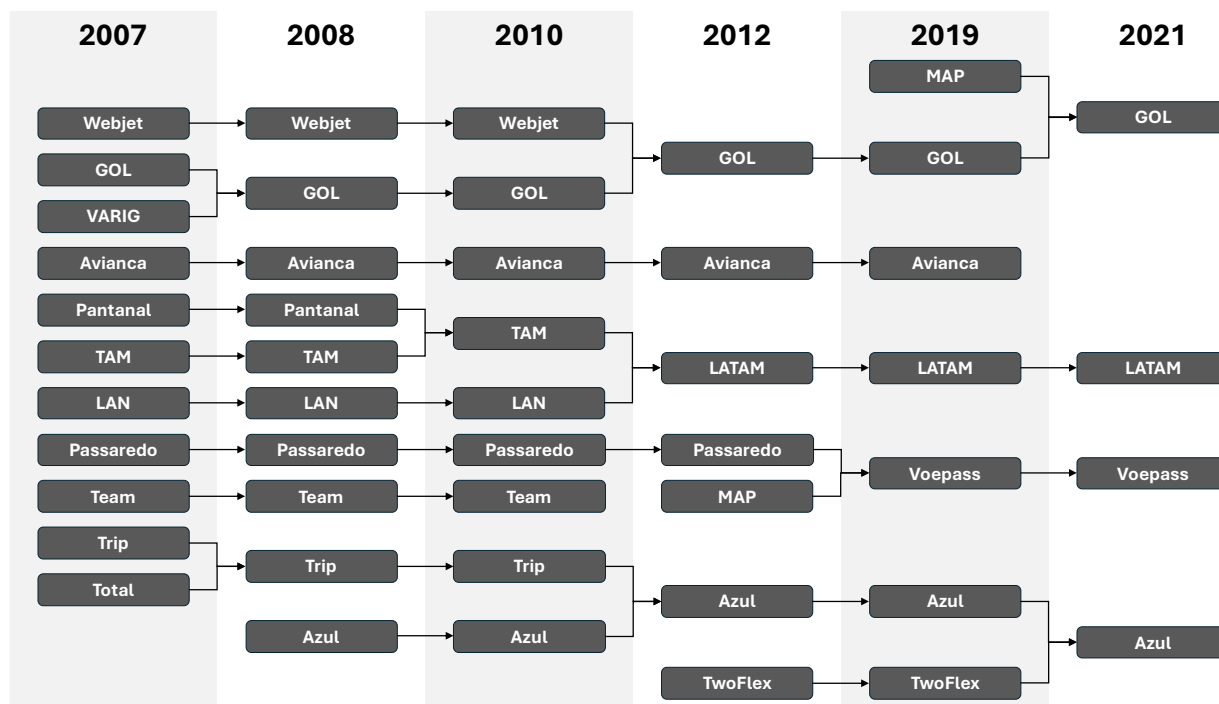 2007 2008 2010 2012 2019 2021
MAP
Webjet Webjet Webjet GOL
GOL GOL GOL
VARIG GOL GOL
Avianca Avianca Avianca Avianca Avianca
Pantanal Pantanal TAM
TAM TAM LATAM LATAM LATAM
LAN LAN LAN
Passaredo Passaredo Passaredo Passaredo
Voepass Voepass
Team Team Team MAP
Trip
Trip Trip
Total Azul Azul
Azul Azul Azul
TwoFlex TwoFlex